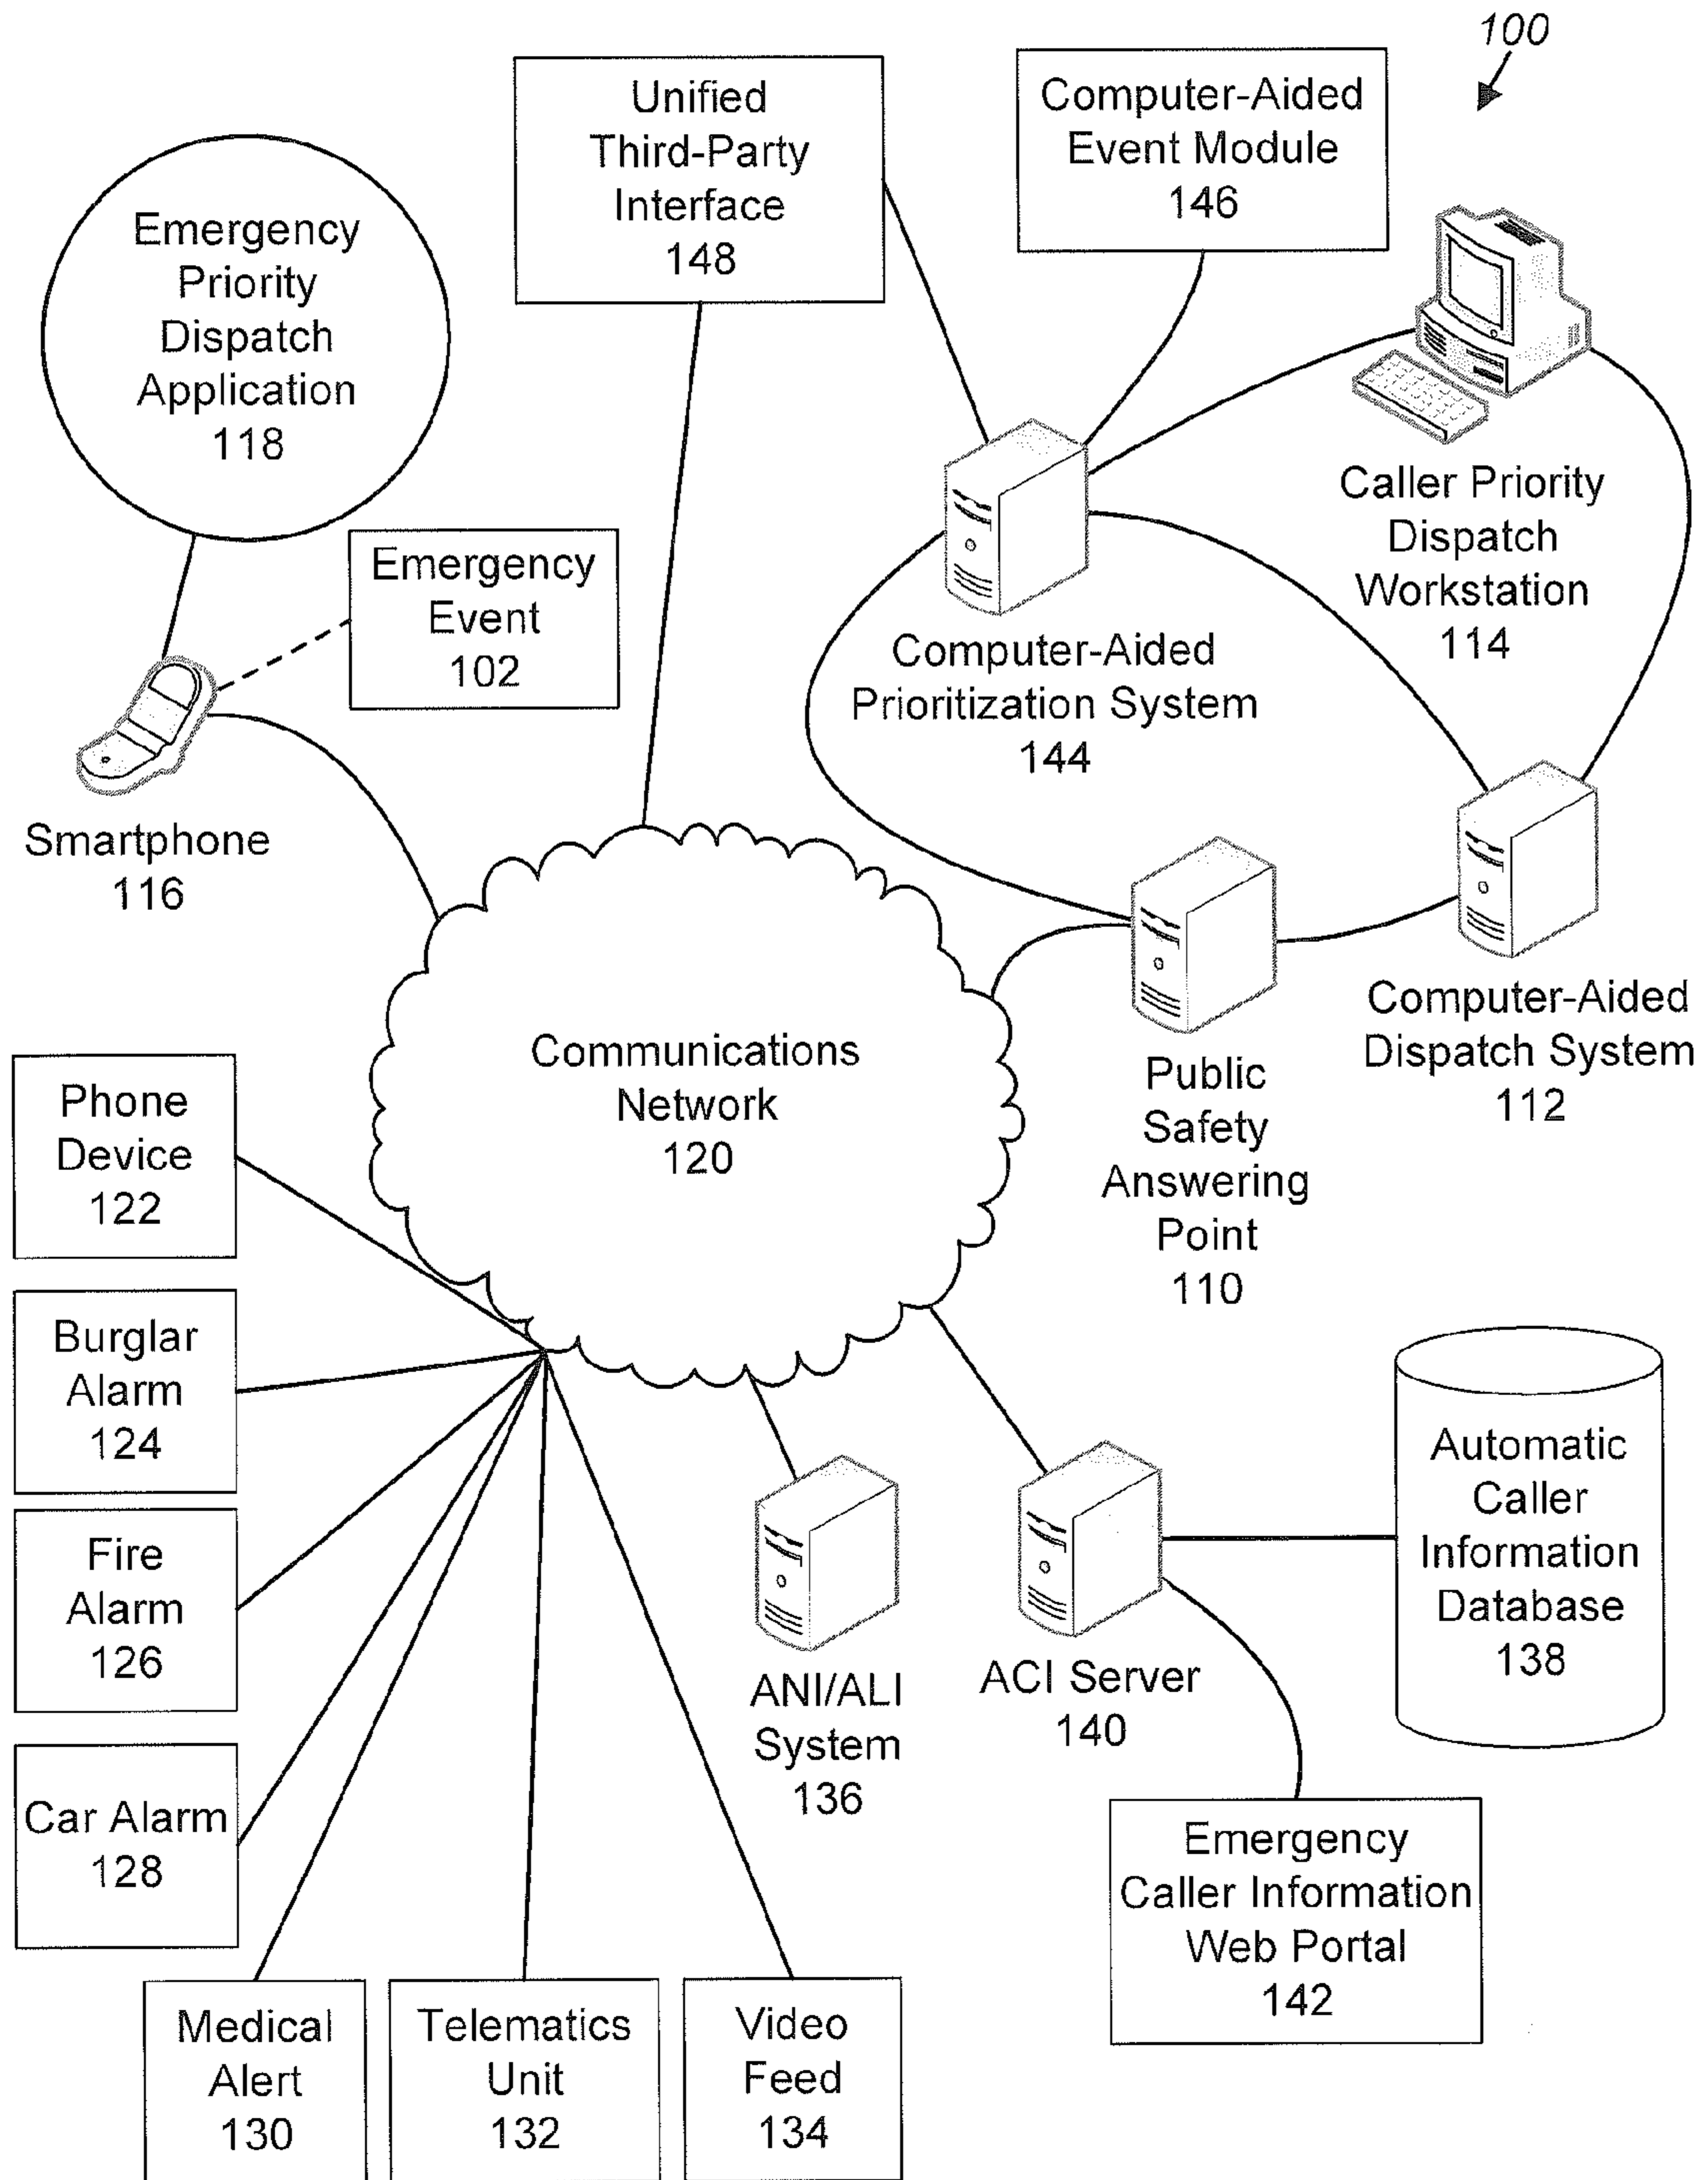 100
Unified
Third-Party
Interface
148
Computer-Aided
Event Module
146
Emergency
Priority
Dispatch
Application
118
Emergency
Event
102
Caller Priority
Dispatch
Workstation
114
Computer-Aided
Prioritization System
144
Smartphone
116
Communications
Network
120
Computer-Aided
Dispatch System
112
Public
Safety
Answering
Point
110
Phone
Device
122
Burglar
Alarm
124
Fire
Alarm
126
Car Alarm
128
Medical
Alert
130
Telematics
Unit
132
Video
Feed
134
ANI/ALI
System
136
ACI Server
140
Automatic
Caller
Information
Database
138
Emergency
Caller Information
Web Portal
142